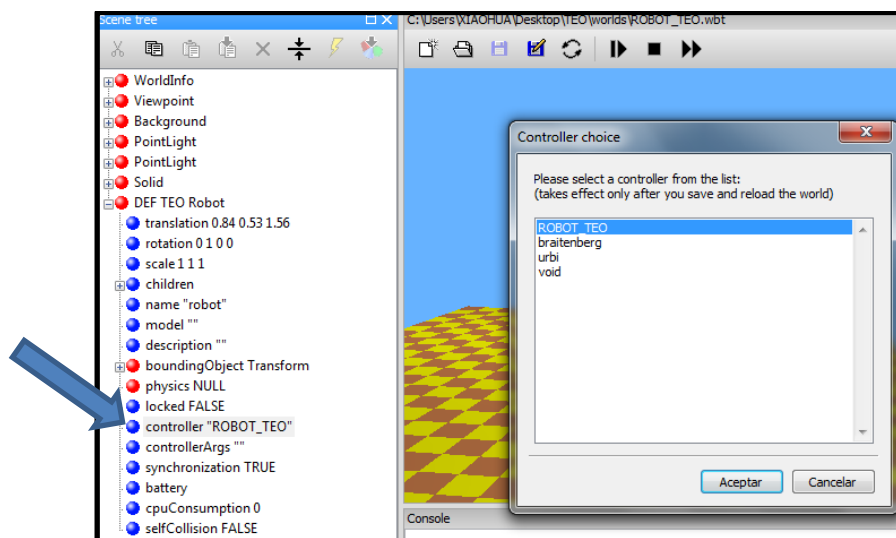 Scene tree
C:\Users\XIAOHUA\Desktop\TEO\worlds\ROBOT_TEO.wbt
WorldInfo
Viewpoint
Background
PointLight
PointLight
Solid
DEF TEO Robot
translation 0.84 0.53 1.56
rotation 0 1 0 0
scale 1 1 1
children
name "robot"
model ""
description ""
boundingObject Transform
physics NULL
locked FALSE
controller "ROBOT_TEO"
controllerArgs ""
synchronization TRUE
battery
cpuConsumption 0
selfCollision FALSE
Controller choice
Please select a controller from the list:
(takes effect only after you save and reload the world)
ROBOT_TEO
braitenberg
urbi
void
Aceptar
Cancelar
Console